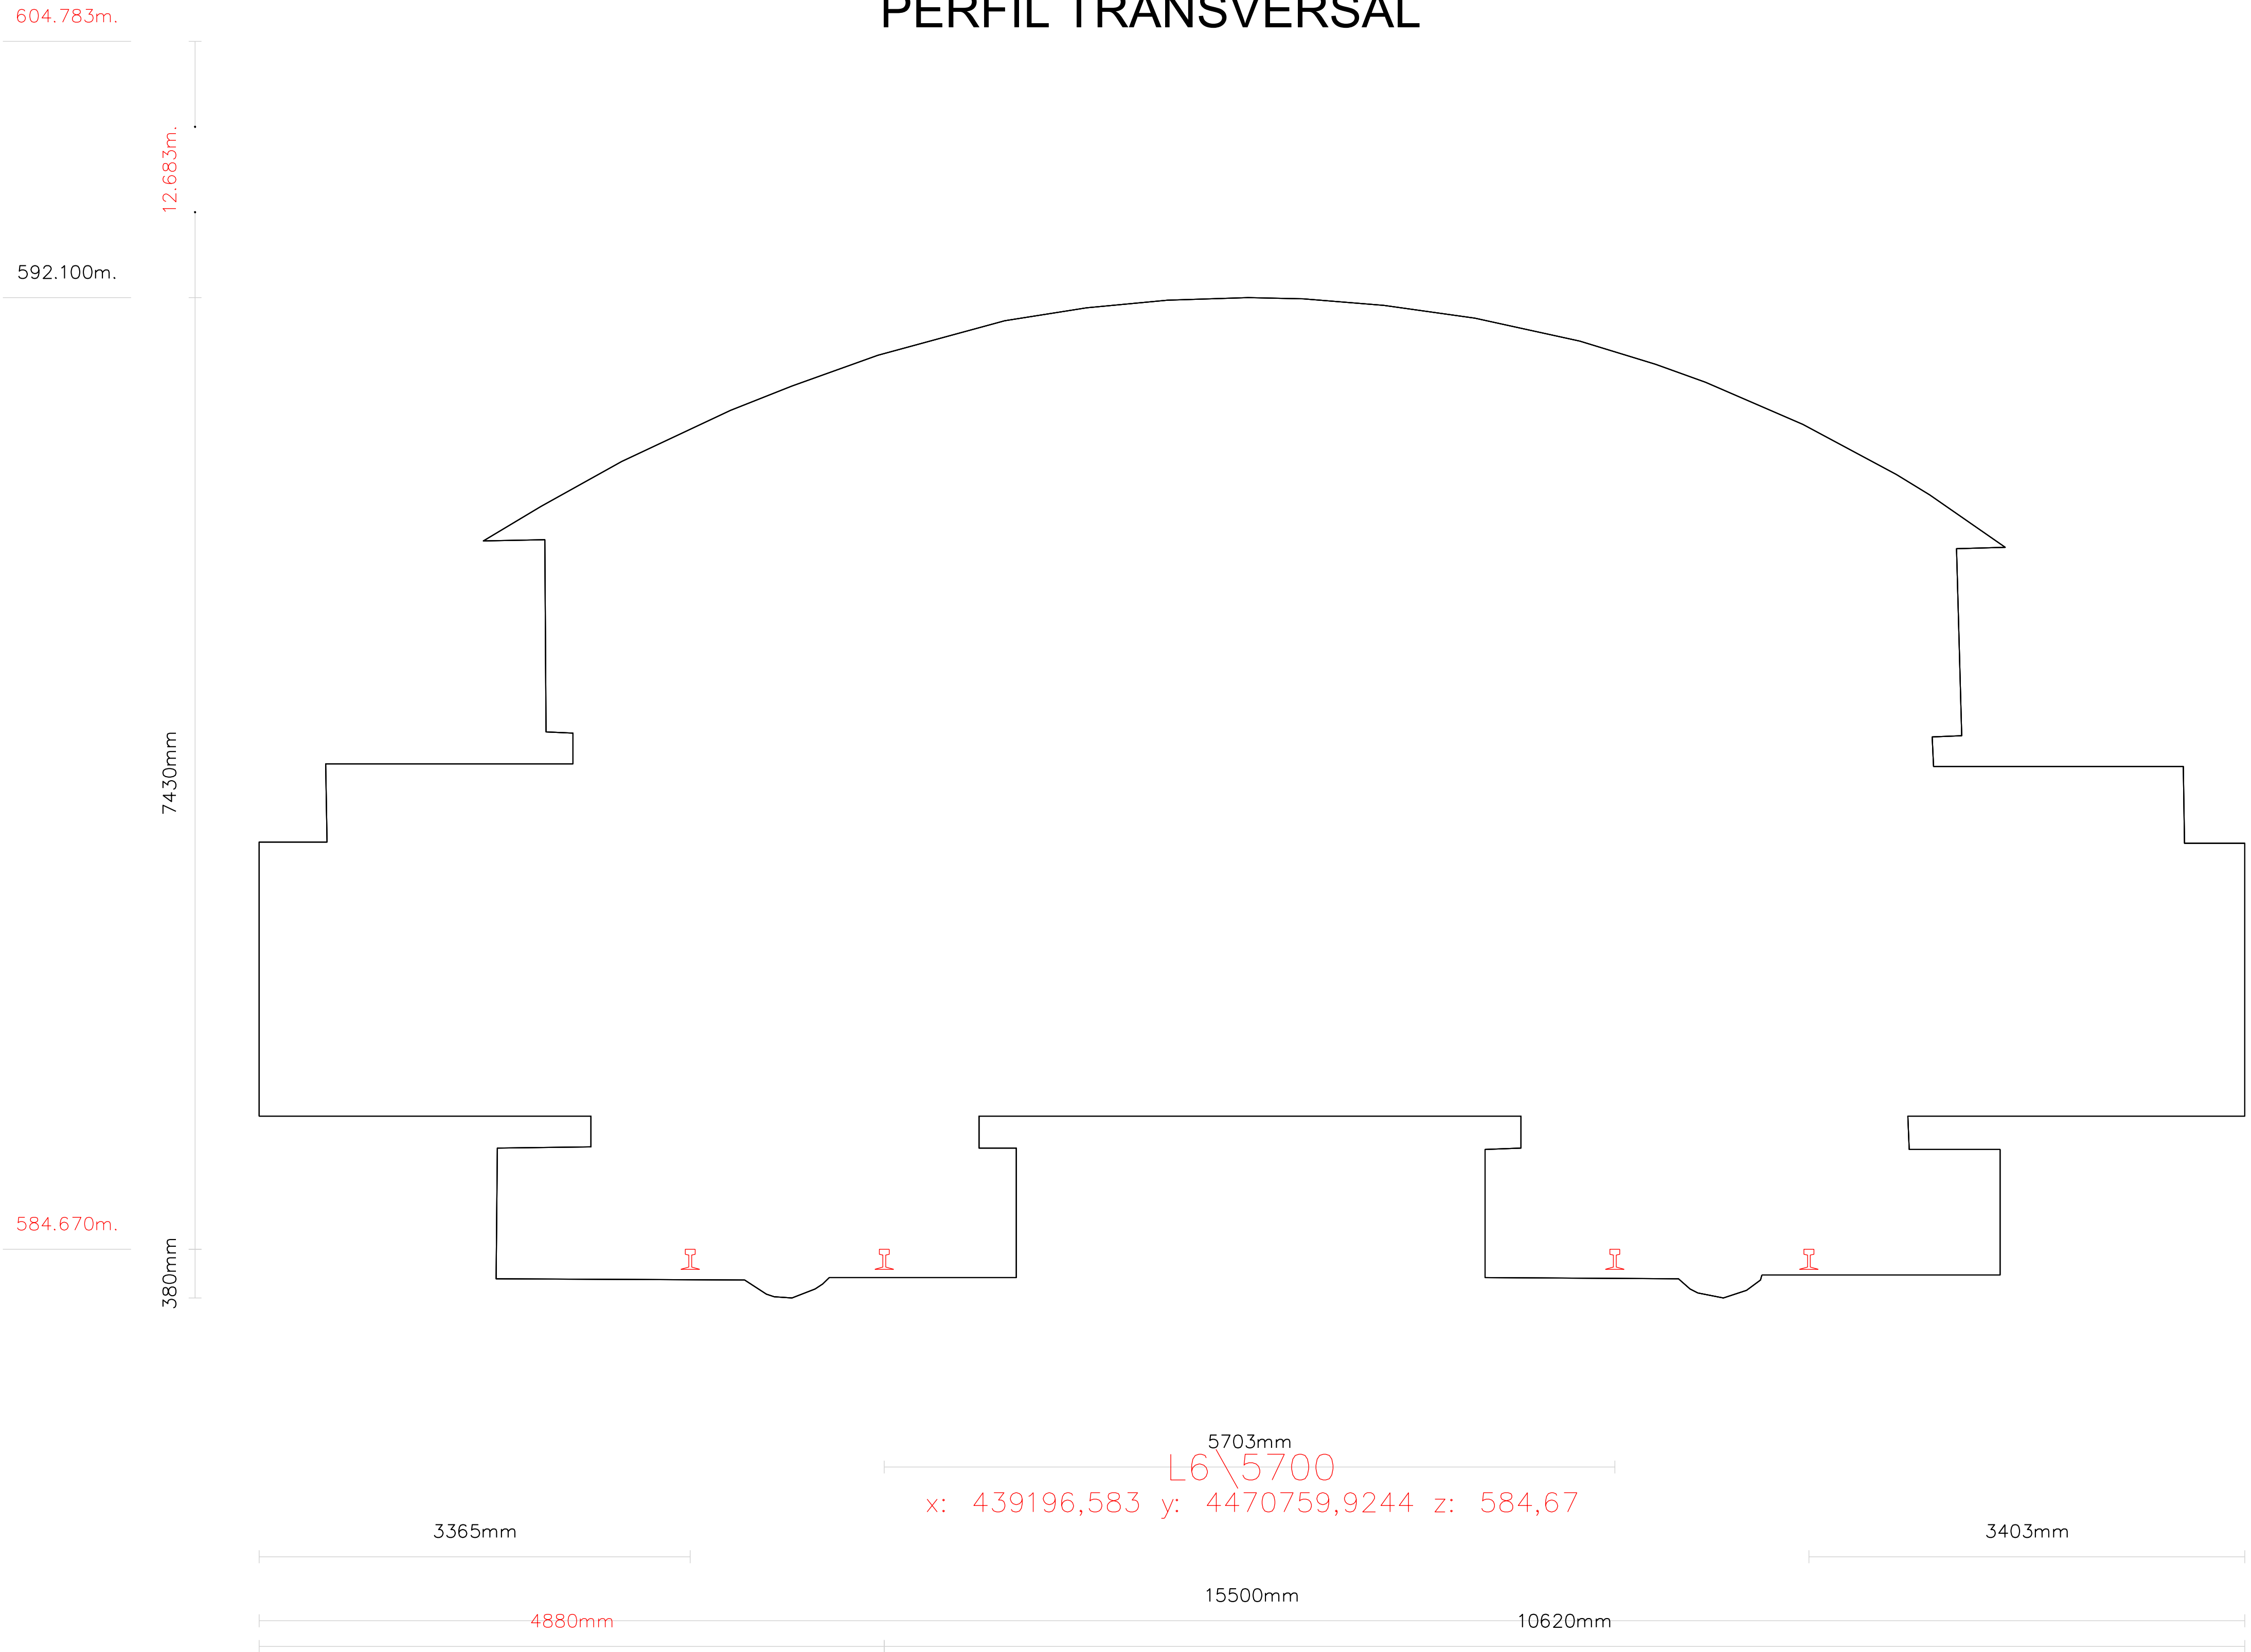 PERFIL TRANSVERSAL
604.783m.
12.683m.
592.100m.
7430mm
584.670m.
380mm
5703mm
L6\5700
x: 439196,583 y: 4470759,9244 z: 584,67
3365mm
3403mm
15500mm
4880mm
10620mm